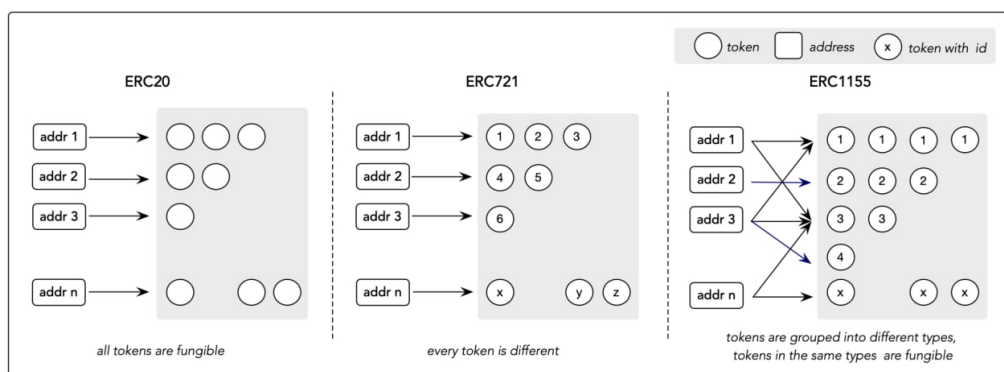 token address x token with id
ERC20 ERC721 ERC1155
addr 1
addr 2
addr 3
addr n
all tokens are fungible
addr 1 1 2 3
addr 2 4 5
addr 3 6
addr n x y z
every token is different
addr 1 1 1 1 1
addr 2 2 2 2
addr 3 3 3
4
addr n x x x
tokens are grouped into different types,
tokens in the same types are fungible